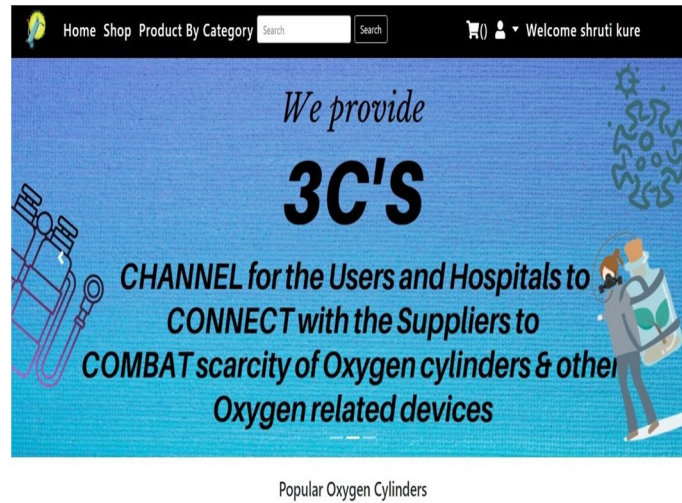 Home Shop Product By Category Search Search () Welcome shruti kure
We provide
3C'S
CHANNEL for the Users and Hospitals to
CONNECT with the Suppliers to
COMBAT scarcity of Oxygen cylinders & other
Oxygen related devices
Popular Oxygen Cylinders